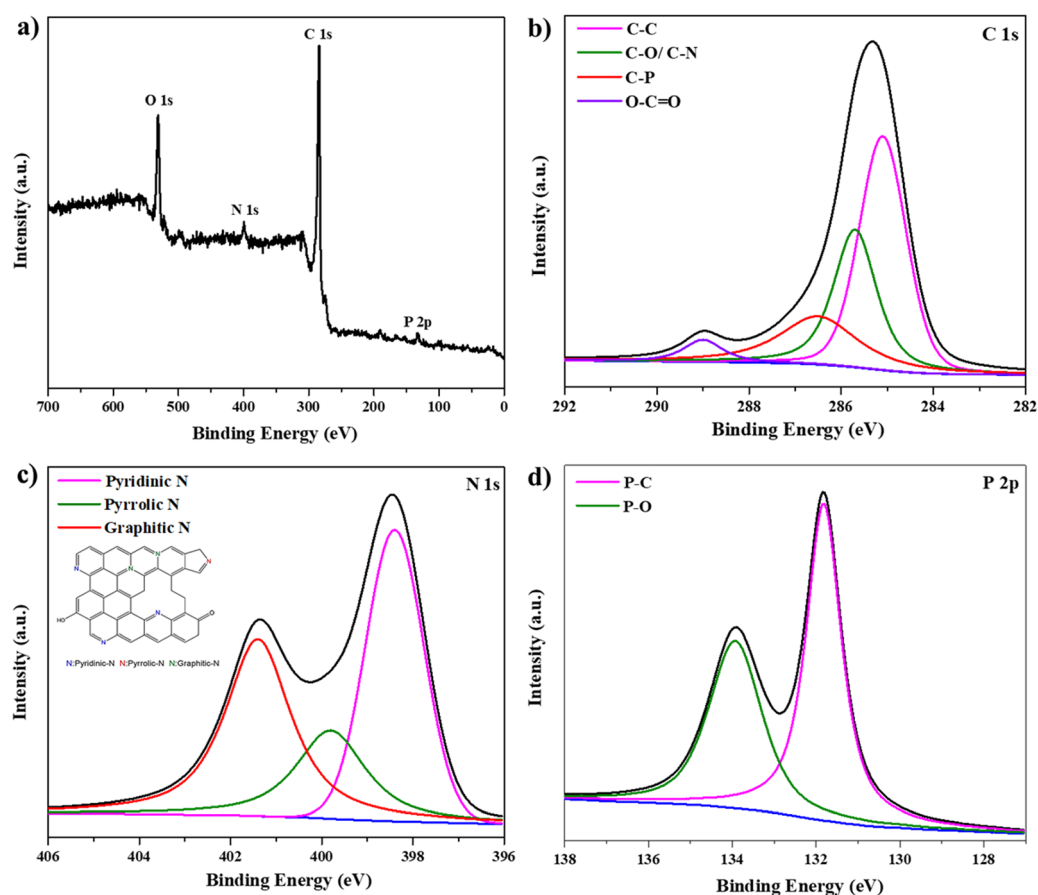 a)
C 1s
O 1s
N 1s
P 2p
Intensity (a.u.)
700 600 500 400 300 200 100 0
Binding Energy (eV)
b)
C 1s
C-C
C-O/ C-N
C-P
O-C=O
Intensity (a.u.)
292 290 288 286 284 282
Binding Energy (eV)
c)
N 1s
Pyridinic N
Pyrrolic N
Graphitic N
N N N N
N
HO
N
O
N:Pyridinic-N N:Pyrrolic-N N:Graphitic-N
Intensity (a.u.)
406 404 402 400 398 396
Binding Energy (eV)
d)
P 2p
P-C
P-O
Intensity (a.u.)
138 136 134 132 130 128
Binding Energy (eV)